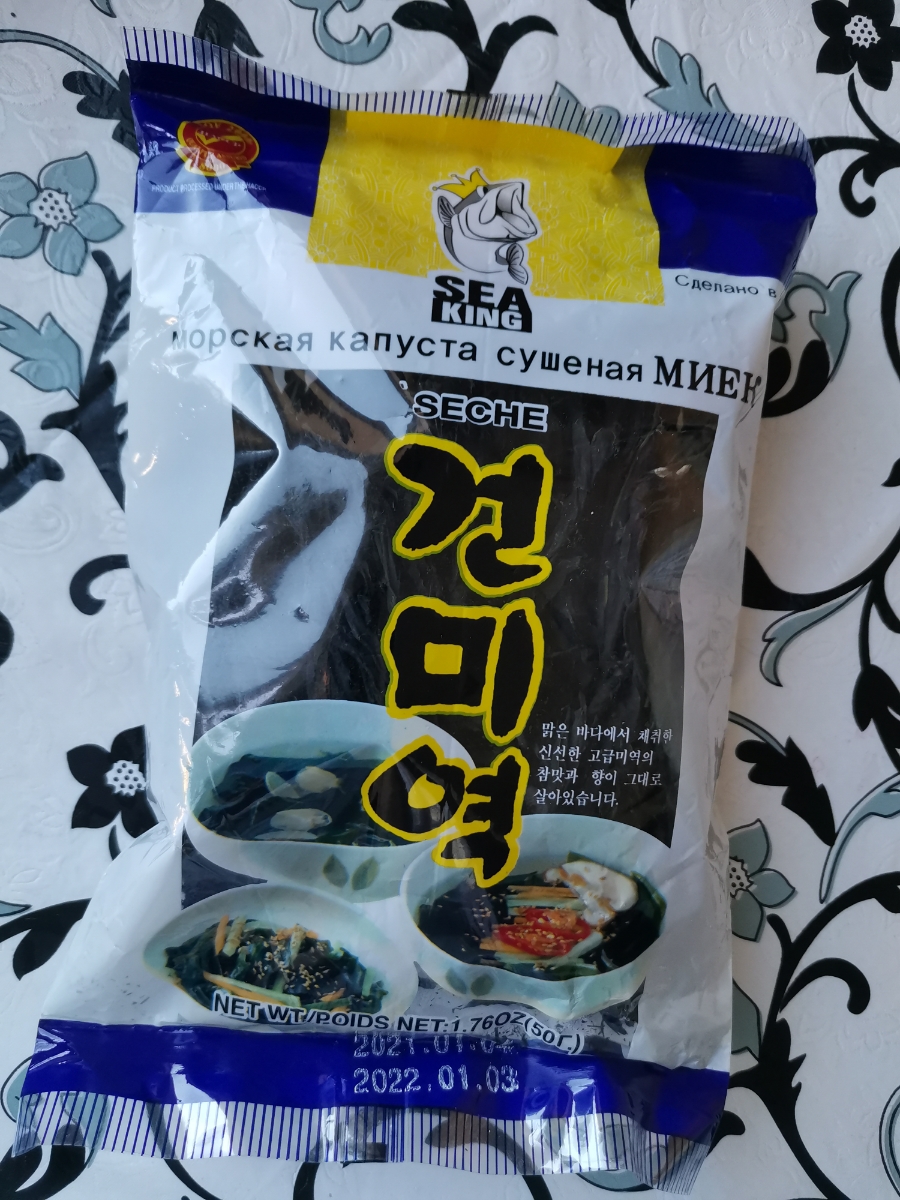 PRODUCT PROCESSED UNDER THE HACCP
SEA
KING
Сделано в
морская капуста сушеная МИЕК
SECHE
건미역
맑은 바다에서 채취한
신선한 고급미역의
참맛과 향이 그대로
살아있습니다.
NET WT/POIDS NET:1.76OZ(50Г.)
2021.01.04
2022.01.03